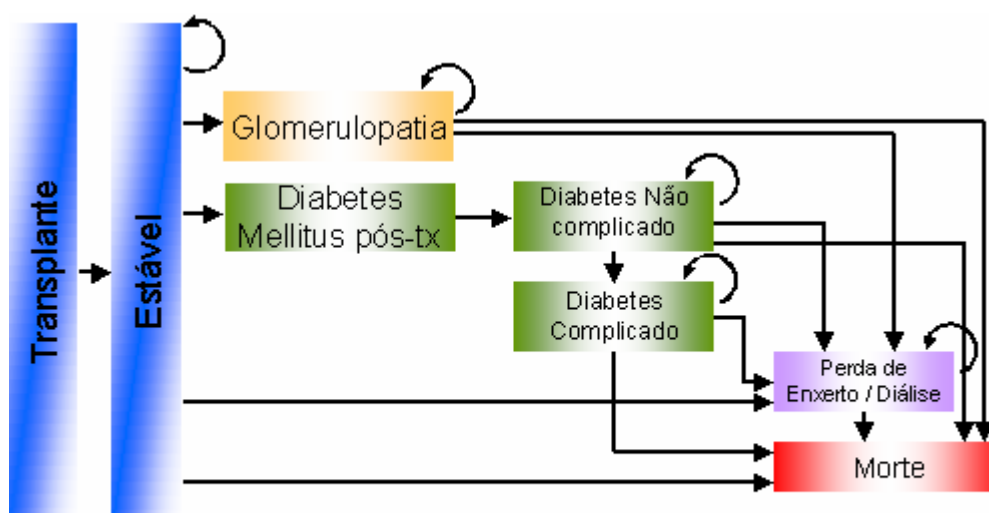 Transplante
Estável
Glomerulopatia
Diabetes
Mellitus pós-tx
Diabetes Não
complicado
Diabetes
Complicado
Perda de
Enxerto / Diálise
Morte